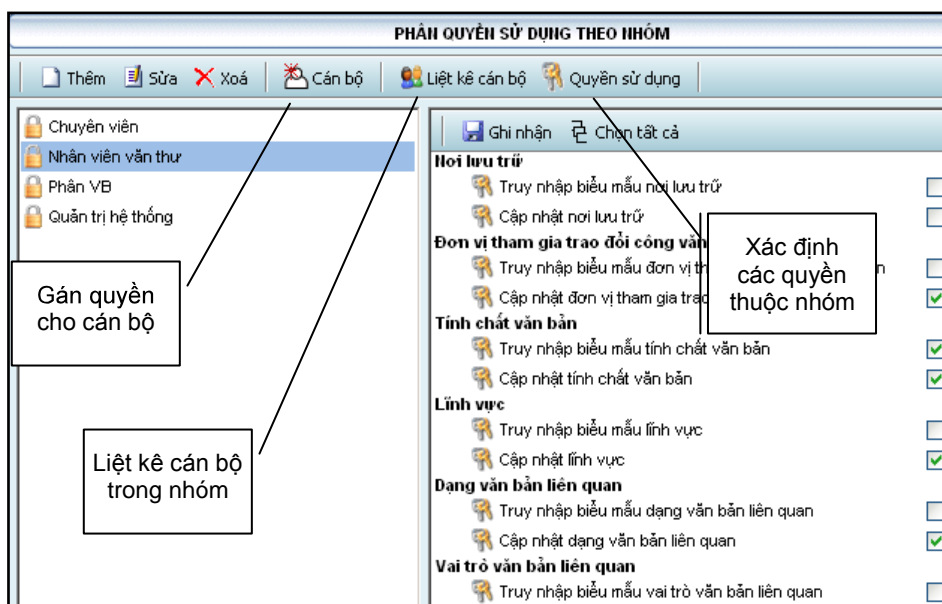 PHÂN QUYỀN SỬ DỤNG THEO NHÓM
Thêm Sửa Xoá Cán bộ Liệt kê cán bộ Quyền sử dụng
Chuyên viên
Nhân viên văn thư
Phân VB
Quản trị hệ thống
Gán quyền
cho cán bộ
Liệt kê cán bộ
trong nhóm
Ghi nhận Chọn tất cả
Nơi lưu trữ
Truy nhập biểu mẫu nơi lưu trữ
Cập nhật nơi lưu trữ
Đơn vị tham gia trao đổi công văn
Truy nhập biểu mẫu đơn vị
Cập nhật đơn vị tham gia
Tính chất văn bản
Truy nhập biểu mẫu tính chất văn bản
Cập nhật tính chất văn bản
Lĩnh vực
Truy nhập biểu mẫu lĩnh vực
Cập nhật lĩnh vực
Dạng văn bản liên quan
Truy nhập biểu mẫu dạng văn bản liên quan
Cập nhật dạng văn bản liên quan
Vai trò văn bản liên quan
Truy nhập biểu mẫu vai trò văn bản liên quan
Xác định
các quyền
thuộc nhóm